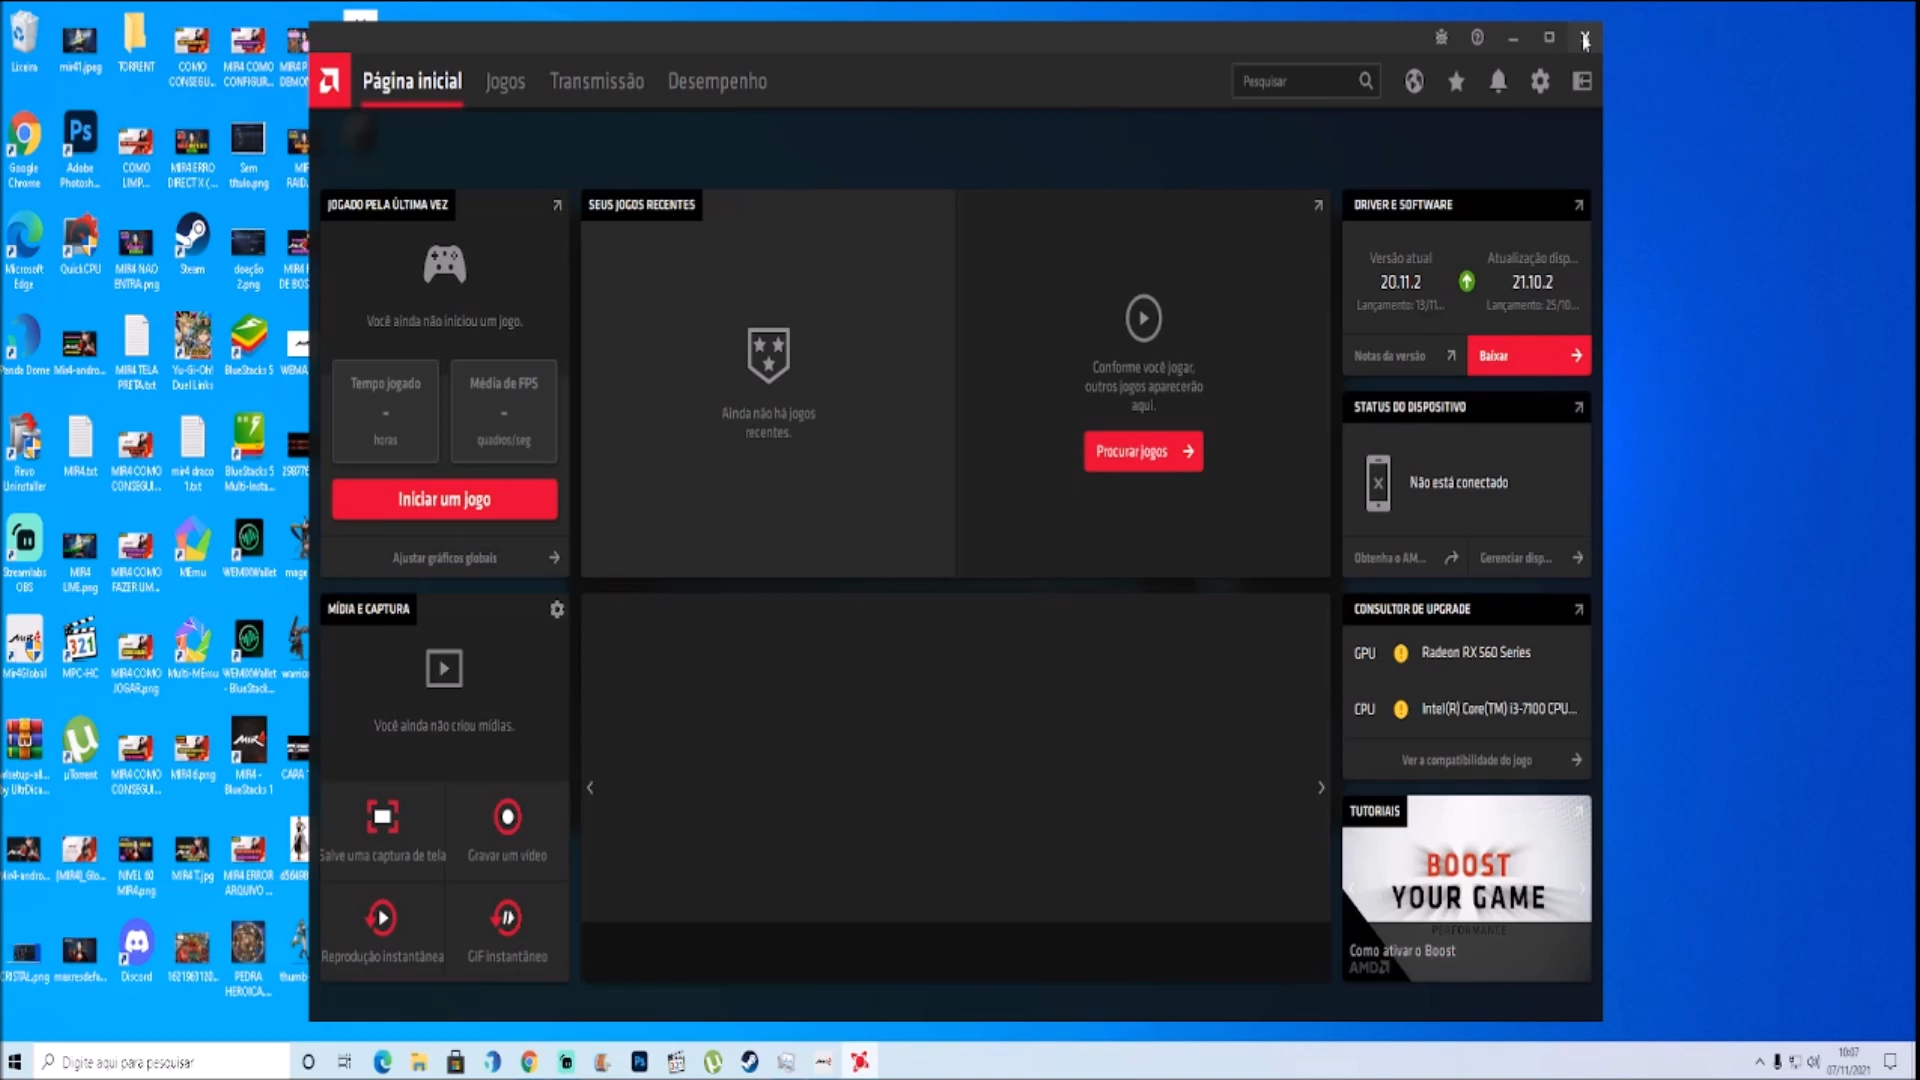 Lixeira
mir41.jpeg
TORRENT
COMO
CONSEGU...
MIR4 COMO
CONFIGUR...
Google
Chrome
Adobe
Photosh...
COMO
LIMP...
MIR4 ERRO
DIRECT X (...
Sem
título.png
Microsoft
Edge
QuickCPU
MIR4 NAO
ENTRA.png
Steam
doeção
2.png
Panda Dome
Mir4-andro...
MIR4 TELA
PRETA.txt
Yu-Gi-Oh!
Duel Links
BlueStacks 5
Revo
Uninstaller
MIR4.txt
MIR4 COMO
CONSEGUI...
mir4 draco
1.txt
BlueStacks 5
Multi-Insta...
Streamlabs
OBS
MIR4
LIVE.png
MIR4 COMO
FAZER UM...
MEmu
WEMIXWallet
Mir4Global
MPC-HC
MIR4 COMO
JOGAR.png
Multi-MEmu
WEMIXWallet
- BlueStack...
µTorrent
MIR4 COMO
CONSEGUI...
MIR4 6.png
MIR4 -
BlueStacks 1
NIVEL 60
MIR4.png
MIR4 T.jpg
MIR4 ERROR
ARQUIVO ...
CRISTAL.png
maxresdefa...
Discord
PEDRA
HEROICA...
Página inicial
Jogos
Transmissão
Desempenho
Pesquisar
JOGADO PELA ÚLTIMA VEZ
Você ainda não iniciou um jogo.
Tempo jogado
-
horas
Média de FPS
-
quadros/seg
Iniciar um jogo
Ajustar gráficos globais
SEUS JOGOS RECENTES
Ainda não há jogos
recentes.
Conforme você jogar,
outros jogos aparecerão
aqui.
Procurar jogos
DRIVER E SOFTWARE
Versão atual
20.11.2
Lançamento: 13/11...
Atualização disp...
21.10.2
Lançamento: 25/10...
Notas da versão
Baixar
STATUS DO DISPOSITIVO
Não está conectado
Obtenha o AM...
Gerenciar disp...
MÍDIA E CAPTURA
Você ainda não criou mídias.
Salve uma captura de tela
Gravar um vídeo
Reprodução instantânea
GIF instantâneo
CONSULTOR DE UPGRADE
GPU
Radeon RX 560 Series
CPU
Intel(R) Core(TM) i3-7100 CPU...
Ver a compatibilidade do jogo
TUTORIAIS
BOOST
YOUR GAME
PERFORMANCE
Como ativar o Boost
AMD
Digite aqui para pesquisar
10:07
07/11/2021